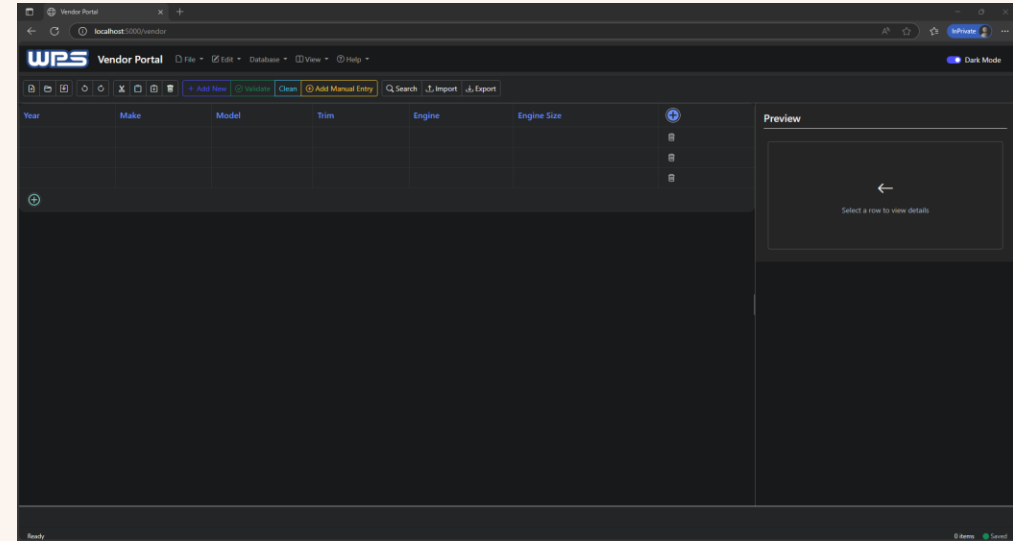 Vendor Portal
localhost:5000/vendor InPrivate
WPS Vendor Portal File Edit Database View Help Dark Mode
+ Add New Validate Clean Add Manual Entry Search Import Export
Year Make Model Trim Engine Engine Size
Preview
Select a row to view details
Ready 0 items Saved